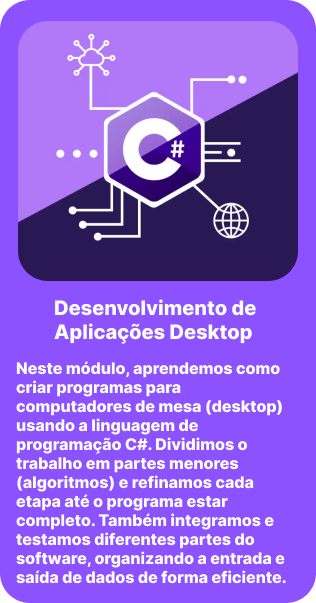 C#
Desenvolvimento de
Aplicações Desktop
Neste módulo, aprendemos como
criar programas para
computadores de mesa (desktop)
usando a linguagem de
programação C#. Dividimos o
trabalho em partes menores
(algoritmos) e refinamos cada
etapa até o programa estar
completo. Também integramos e
testamos diferentes partes do
software, organizando a entrada e
saída de dados de forma eficiente.